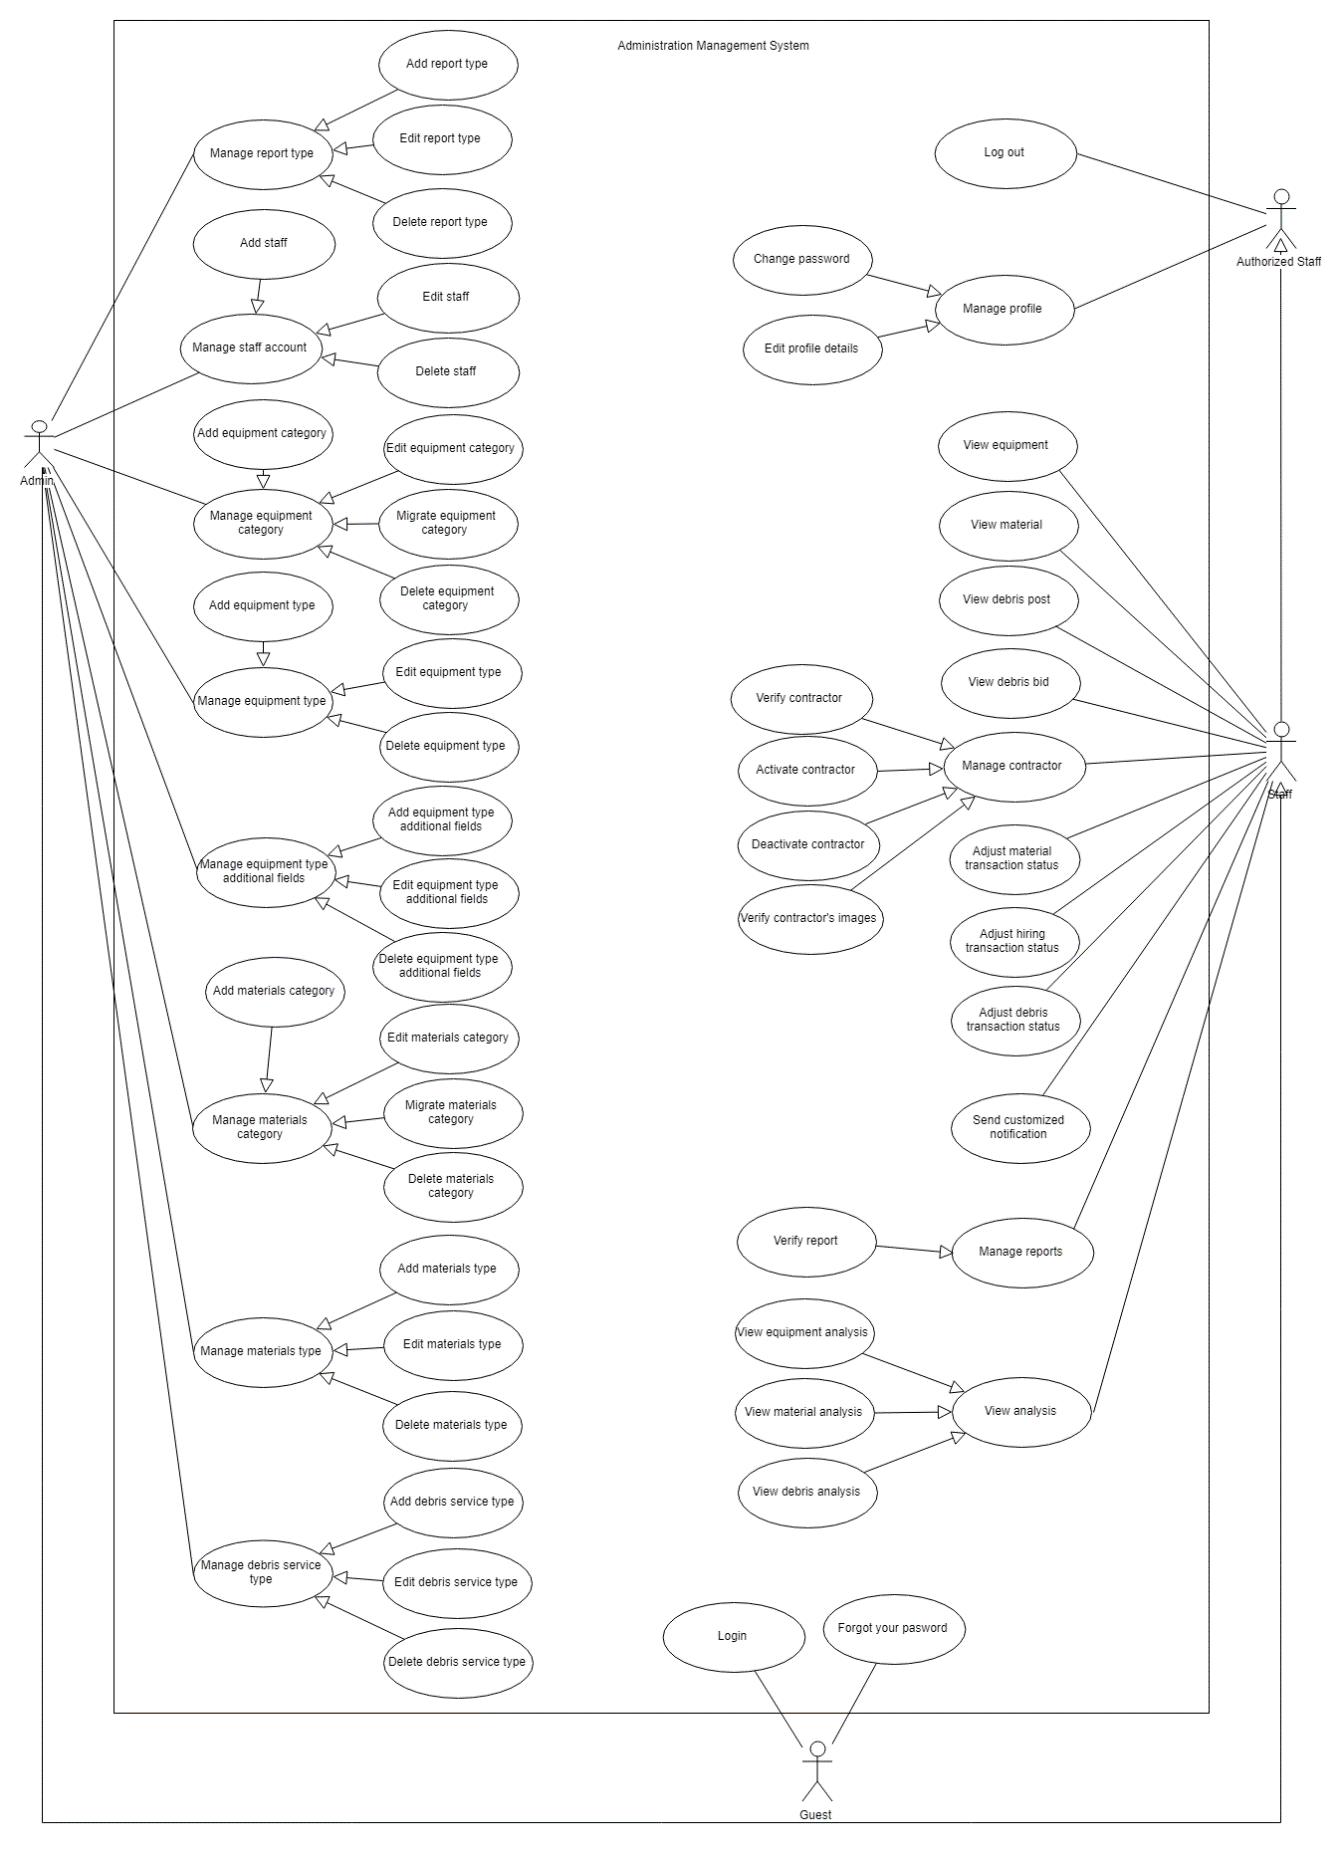 Administration Management System
Add report type
Edit report type
Manage report type
Delete report type
Add staff
Edit staff
Manage staff account
Delete staff
Add equipment category
Edit equipment category
Manage equipment
category
Migrate equipment
category
Delete equipment
category
Add equipment type
Edit equipment type
Manage equipment type
Delete equipment type
Add equipment type
additional fields
Manage equipment type
additional fields
Edit equipment type
additional fields
Delete equipment type
additional fields
Add materials category
Edit materials category
Manage materials
category
Migrate materials
category
Delete materials
category
Add materials type
Edit materials type
Manage materials type
Delete materials type
Add debris service type
Manage debris service
type
Edit debris service type
Delete debris service type
Admin
Log out
Authorized Staff
Change password
Manage profile
Edit profile details
View equipment
View material
View debris post
View debris bid
Verify contractor
Manage contractor
Activate contractor
Deactivate contractor
Verify contractor's images
Staff
Adjust material
transaction status
Adjust hiring
transaction status
Adjust debris
transaction status
Send customized
notification
Verify report
Manage reports
View equipment analysis
View material analysis
View analysis
View debris analysis
Login
Forgot your pasword
Guest